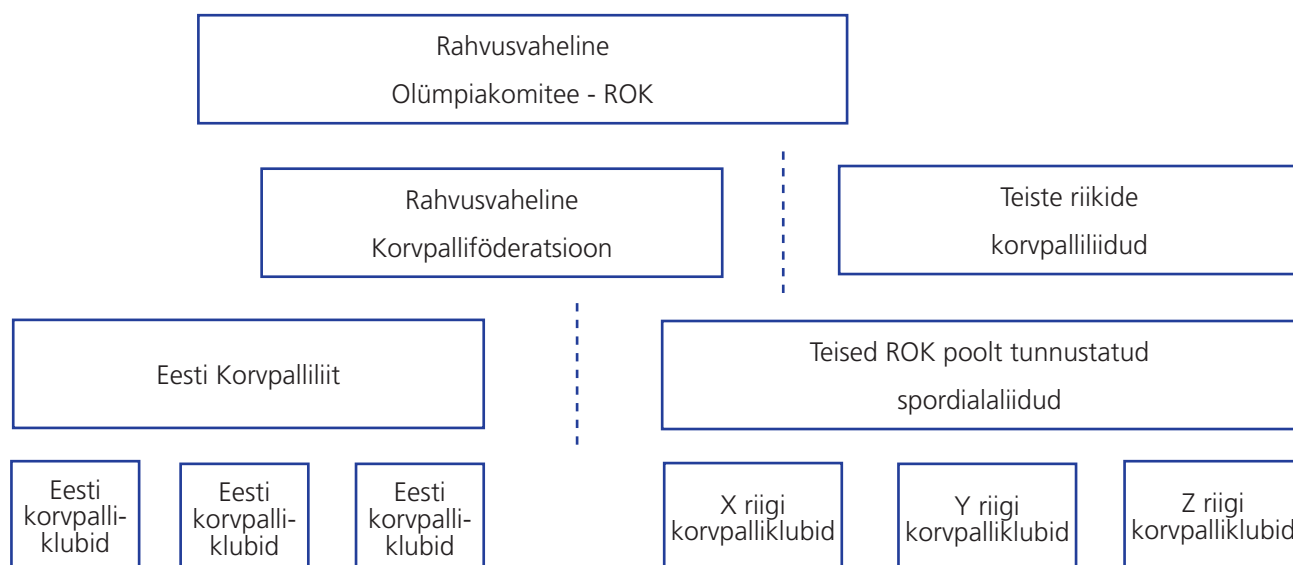 Rahvusvaheline
Olümpiakomitee - ROK
Rahvusvaheline
Korvpalliföderatsioon
Teiste riikide
korvpalliliidud
Eesti Korvpalliliit
Teised ROK poolt tunnustatud
spordialaliidud
Eesti
korvpalli-
klubid
Eesti
korvpalli-
klubid
Eesti
korvpalli-
klubid
X riigi
korvpalliklubid
Y riigi
korvpalliklubid
Z riigi
korvpalliklubid